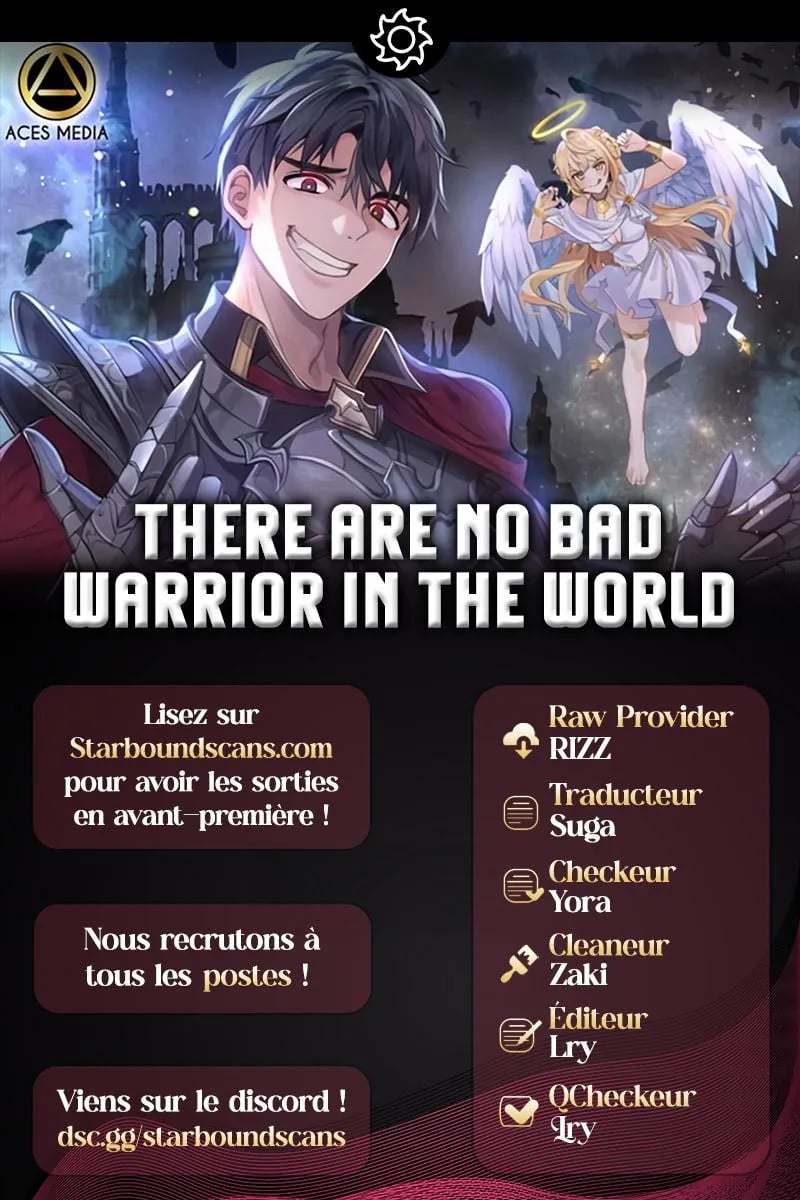 ACES MEDIA
THERE ARE NO BAD
WARRIOR IN THE WORLD
Lisez sur
Starboundscans.com
pour avoir les sorties
en avant-première !
Nous recrutons à
tous les postes !
Viens sur le discord !
dsc.gg/starboundscans
Raw Provider
RIZZ
Traducteur
Suga
Checkeur
Yora
Cleaneur
Zaki
Éditeur
Lry
QCheckeur
Lry